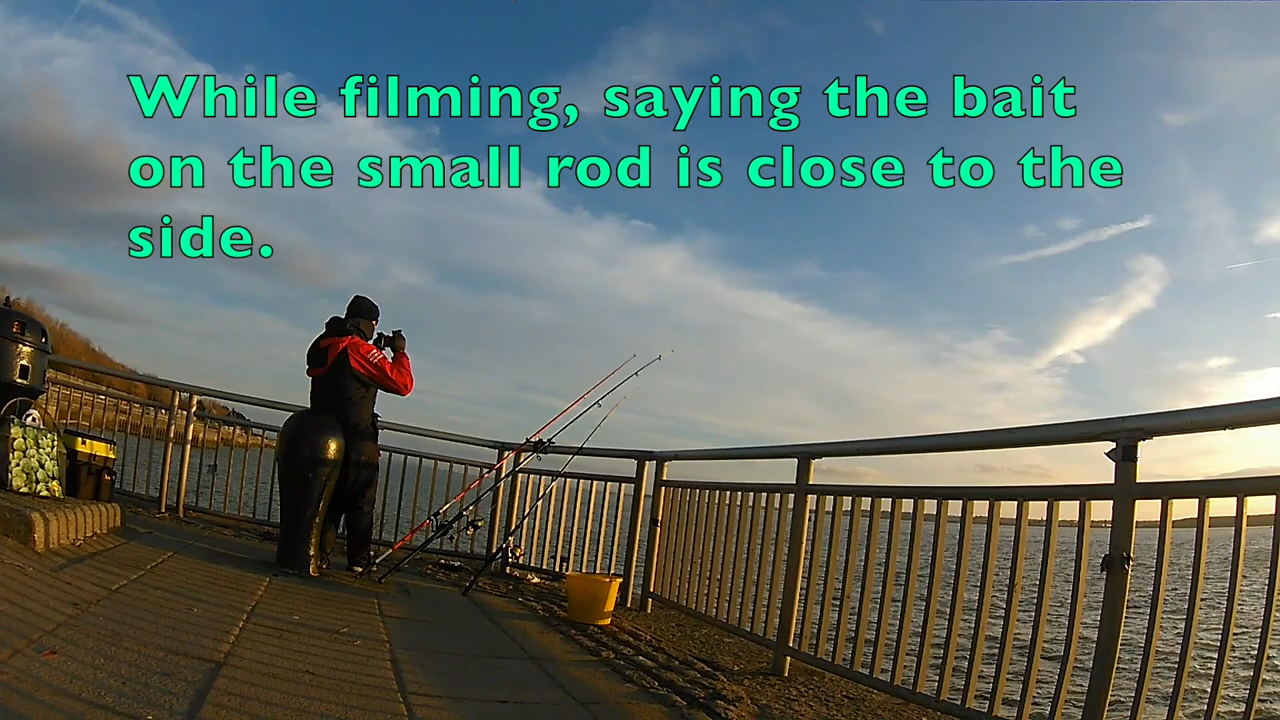 While filming, saying the bait
on the small rod is close to the
side.